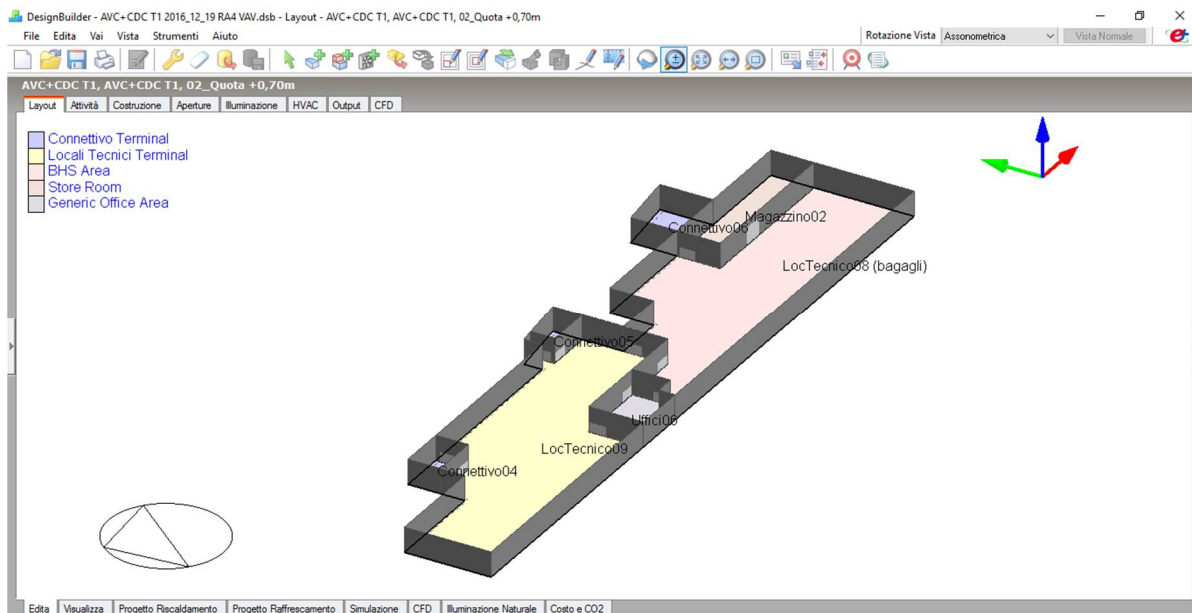 DesignBuilder - AVC+CDC T1 2016_12_19 RA4 VAV.dsb - Layout - AVC+CDC T1, AVC+CDC T1, 02_Quota +0,70m
File Edita Vai Vista Strumenti Aiuto
Rotazione Vista Assonometrica Vista Normale
AVC+CDC T1, AVC+CDC T1, 02_Quota +0,70m
Layout Attività Costruzione Aperture Illuminazione HVAC Output CFD
Connettivo Terminal
Locali Tecnici Terminal
BHS Area
Store Room
Generic Office Area
Magazzino02
Connettivo06
LocTecnico08 (bagagli)
Connettivo05
Uffici06
LocTecnico09
Connettivo04
Edita Visualizza Progetto Riscaldamento Progetto Raffrescamento Simulazione CFD Illuminazione Naturale Costo e CO2